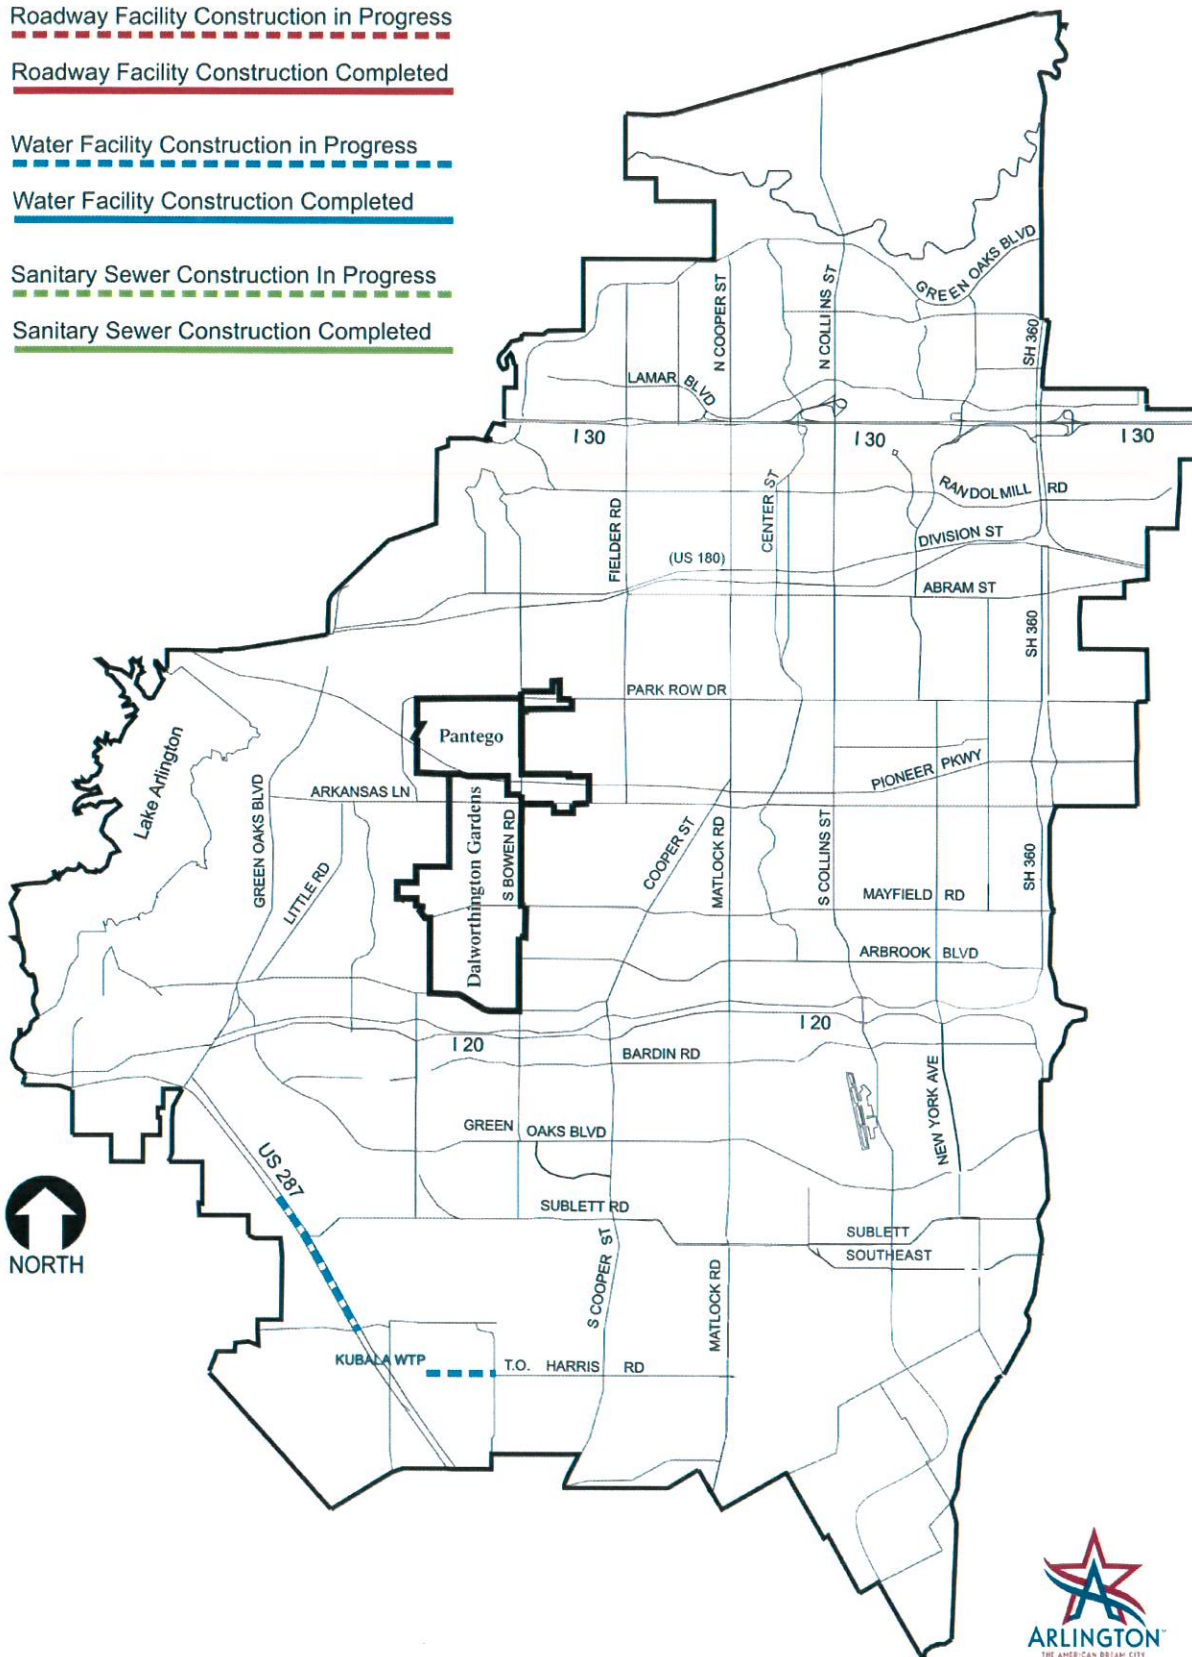 Roadway Facility Construction in Progress
Roadway Facility Construction Completed
Water Facility Construction in Progress
Water Facility Construction Completed
Sanitary Sewer Construction In Progress
Sanitary Sewer Construction Completed
GREEN OAKS BLVD
N COOPER ST
N COLLINS ST
SH 360
LAMAR BLVD
I 30
I 30
I 30
CENTER ST
RANDOLMILL RD
FIELDER RD
DIVISION ST
(US 180)
ABRAM ST
SH 360
PARK ROW DR
Pantego
Lake Arlington
GREEN OAKS BLVD
ARKANSAS LN
PIONEER PKWY
Dalworthington Gardens
S BOWEN RD
LITTLE RD
COOPER ST
MATLOCK RD
S COLLINS ST
SH 360
MAYFIELD RD
ARBROOK BLVD
I 20
I 20
BARDIN RD
NEW YORK AVE
GREEN OAKS BLVD
US 287
SUBLETT RD
SUBLETT
SOUTHEAST
NORTH
S COOPER ST
MATLOCK RD
KUBALA WTP
T.O. HARRIS RD
ARLINGTON
THE AMERICAN DREAM CITY